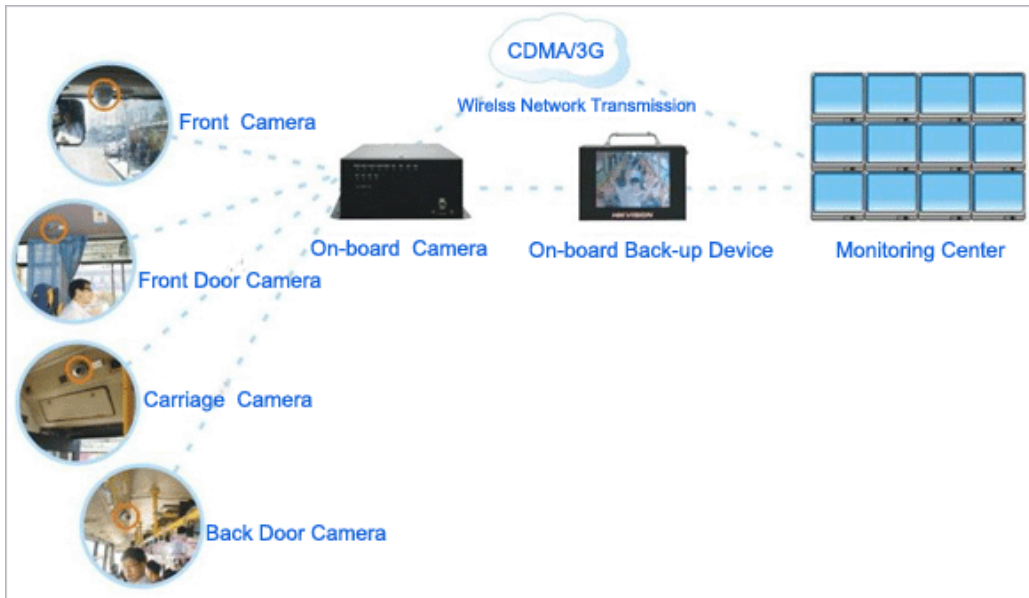 CDMA/3G
Wirelss Network Transmission
Front Camera
On-board Camera
HIKVISION
On-board Back-up Device
Monitoring Center
Front Door Camera
Carriage Camera
Back Door Camera